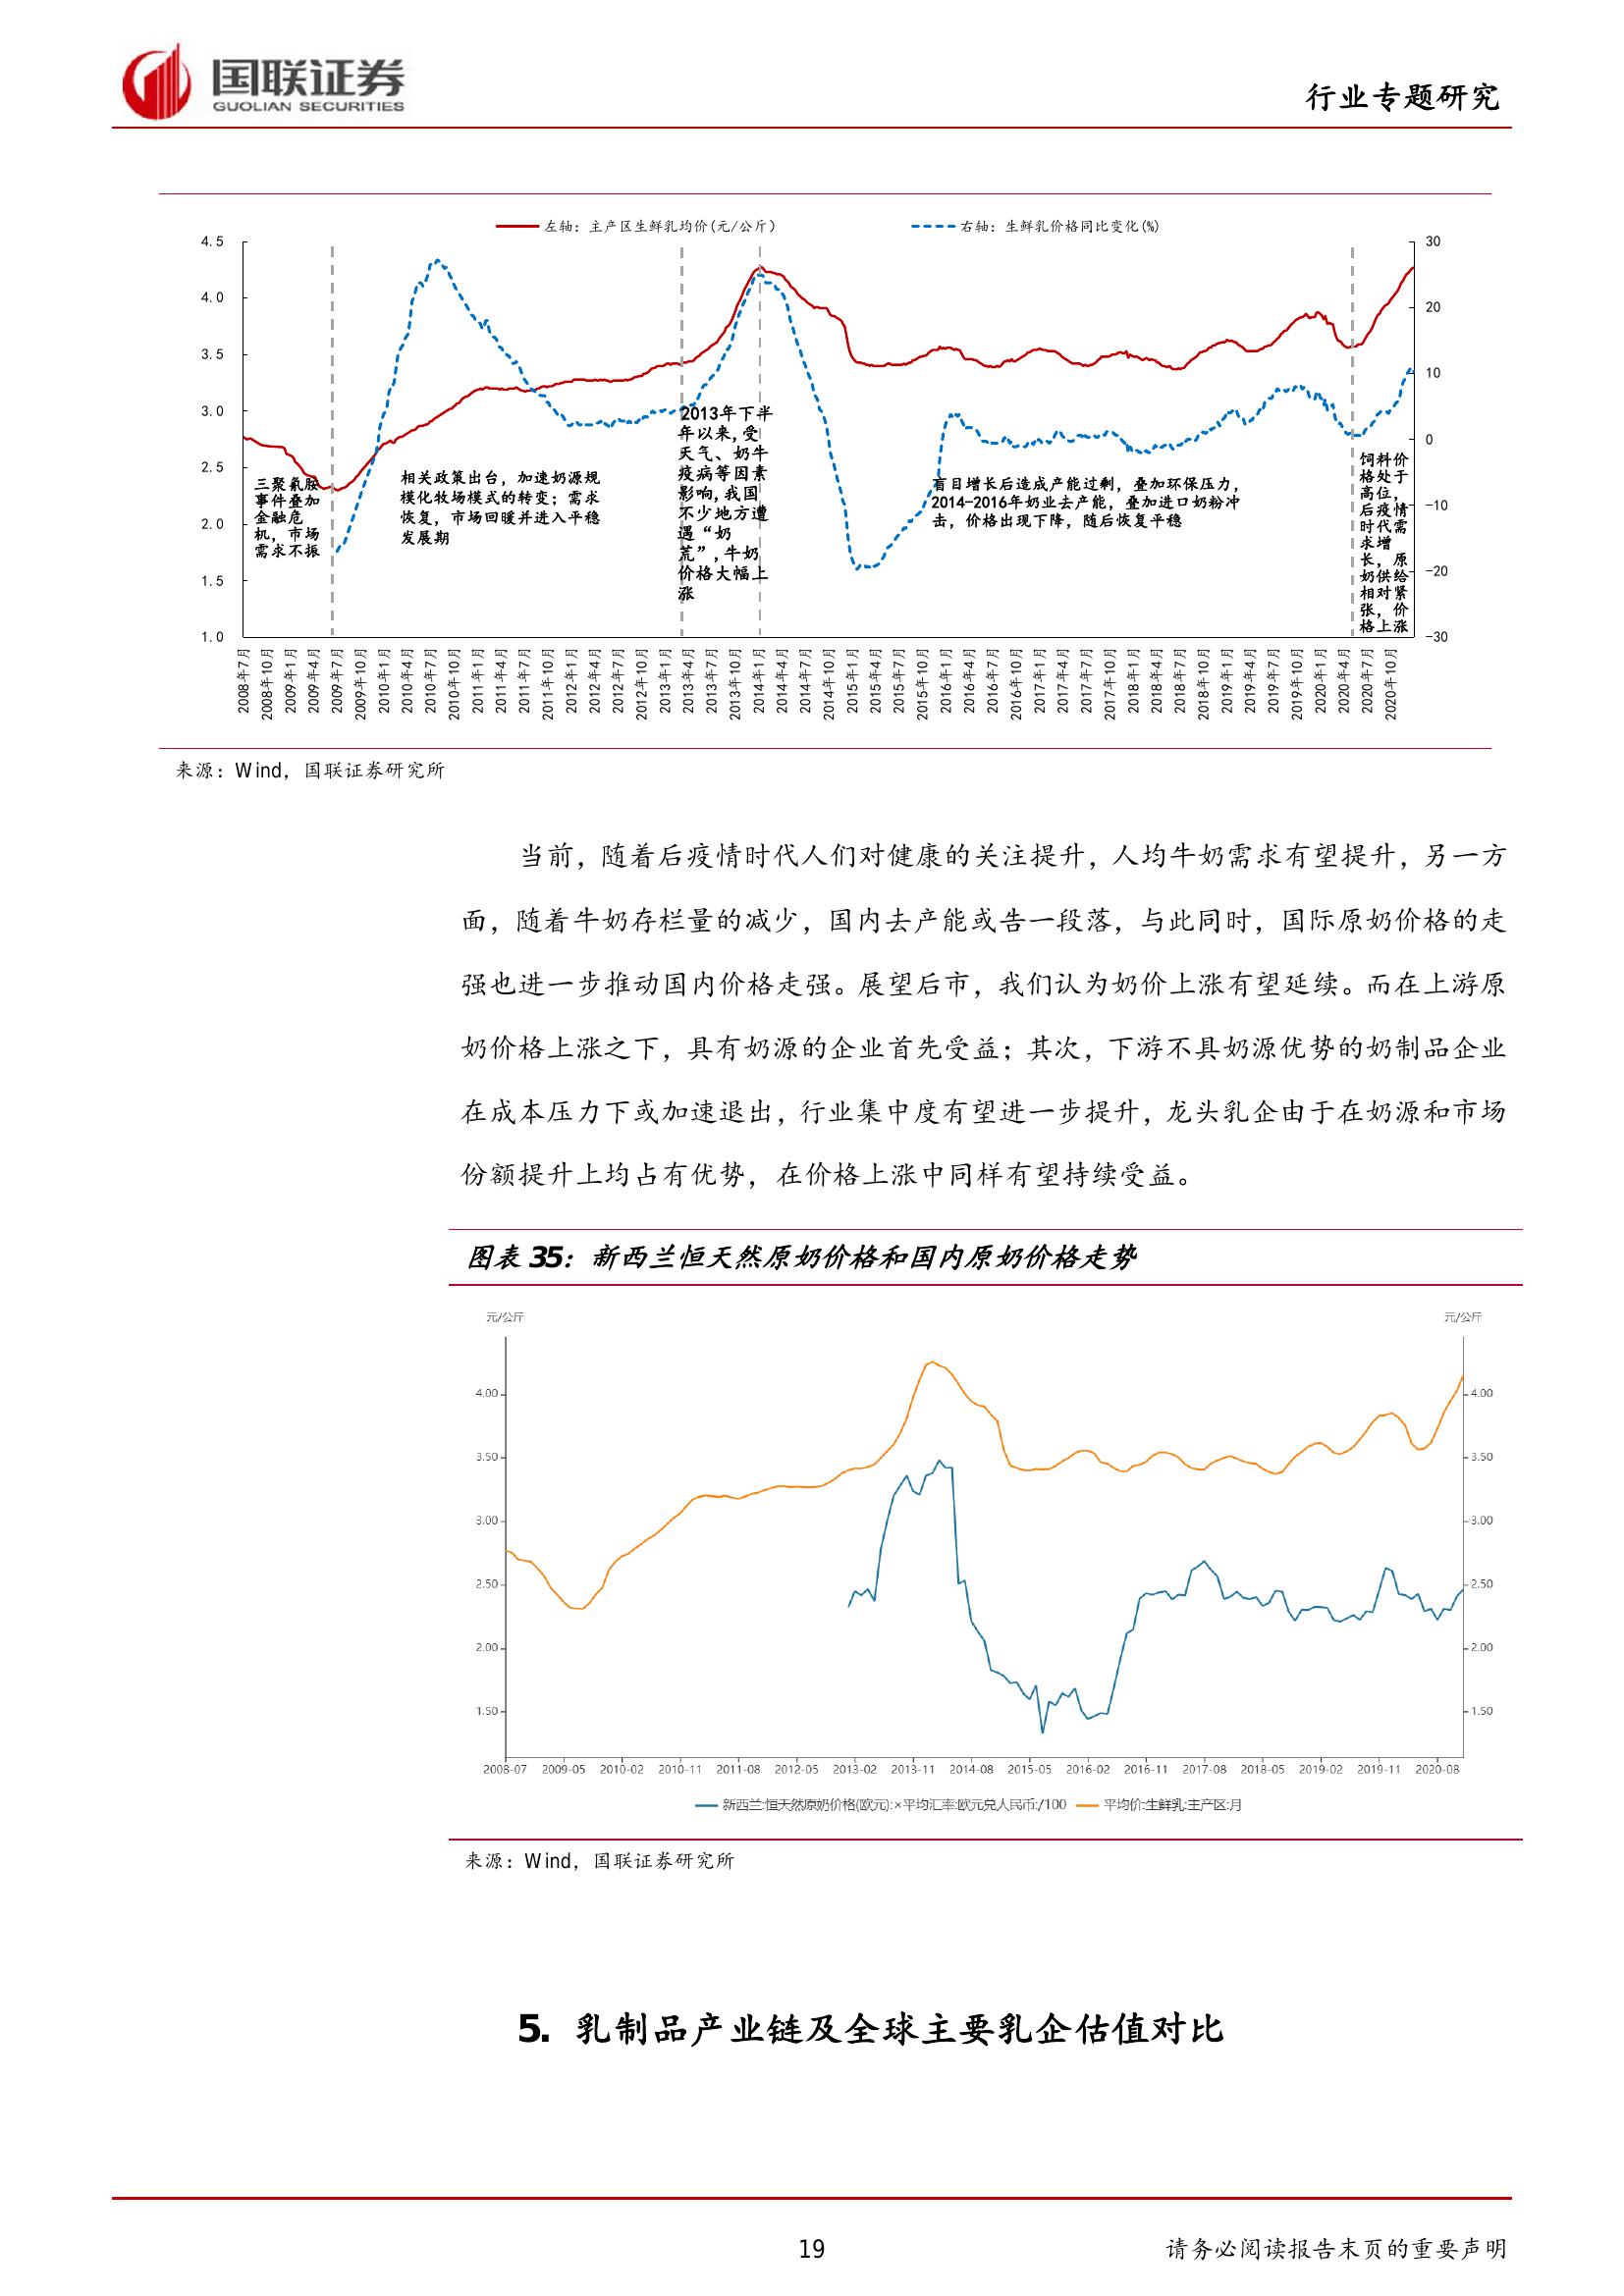 国联证券
GUOLIAN SECURITIES
行业专题研究
左轴：主产区生鲜乳均价(元/公斤)
右轴：生鲜乳价格同比变化(%)
4.5
4.0
3.5
3.0
2.5
2.0
1.5
1.0
30
20
10
0
-10
-20
-30
三聚氰胺
事件叠加
金融危
机，市场
需求不振
相关政策出台，加速奶源规
模化牧场模式的转变；需求
恢复，市场回暖并进入平稳
发展期
2013年下半
年以来,受
天气、奶牛
疫病等因素
影响,我国
不少地方遭
遇“奶
荒”,牛奶
价格大幅上
涨
盲目增长后造成产能过剩，叠加环保压力，
2014-2016年奶业去产能，叠加进口奶粉冲
击，价格出现下降，随后恢复平稳
饲料价
格处于
高位，
后疫情
时代需
求增
长，原
奶供给
相对紧
张，价
格上涨
2008年7月
2008年10月
2009年1月
2009年4月
2009年7月
2009年10月
2010年1月
2010年4月
2010年7月
2010年10月
2011年1月
2011年4月
2011年7月
2011年10月
2012年1月
2012年4月
2012年7月
2012年10月
2013年1月
2013年4月
2013年7月
2013年10月
2014年1月
2014年4月
2014年7月
2014年10月
2015年1月
2015年4月
2015年7月
2015年10月
2016年1月
2016年4月
2016年7月
2016年10月
2017年1月
2017年4月
2017年7月
2017年10月
2018年1月
2018年4月
2018年7月
2018年10月
2019年1月
2019年4月
2019年7月
2019年10月
2020年1月
2020年4月
2020年7月
2020年10月
来源：Wind，国联证券研究所
当前，随着后疫情时代人们对健康的关注提升，人均牛奶需求有望提升，另一方
面，随着牛奶存栏量的减少，国内去产能或告一段落，与此同时，国际原奶价格的走
强也进一步推动国内价格走强。展望后市，我们认为奶价上涨有望延续。而在上游原
奶价格上涨之下，具有奶源的企业首先受益；其次，下游不具奶源优势的奶制品企业
在成本压力下或加速退出，行业集中度有望进一步提升，龙头乳企由于在奶源和市场
份额提升上均占有优势，在价格上涨中同样有望持续受益。
图表 35：新西兰恒天然原奶价格和国内原奶价格走势
元/公斤
元/公斤
4.00
3.50
3.00
2.50
2.00
1.50
4.00
3.50
3.00
2.50
2.00
1.50
2008-07 2009-05 2010-02 2010-11 2011-08 2012-05 2013-02 2013-11 2014-08 2015-05 2016-02 2016-11 2017-08 2018-05 2019-02 2019-11 2020-08
新西兰:恒天然原奶价格(欧元):×平均汇率:欧元兑人民币:/100
平均价:生鲜乳:主产区:月
来源：Wind，国联证券研究所
5. 乳制品产业链及全球主要乳企估值对比
19
请务必阅读报告末页的重要声明